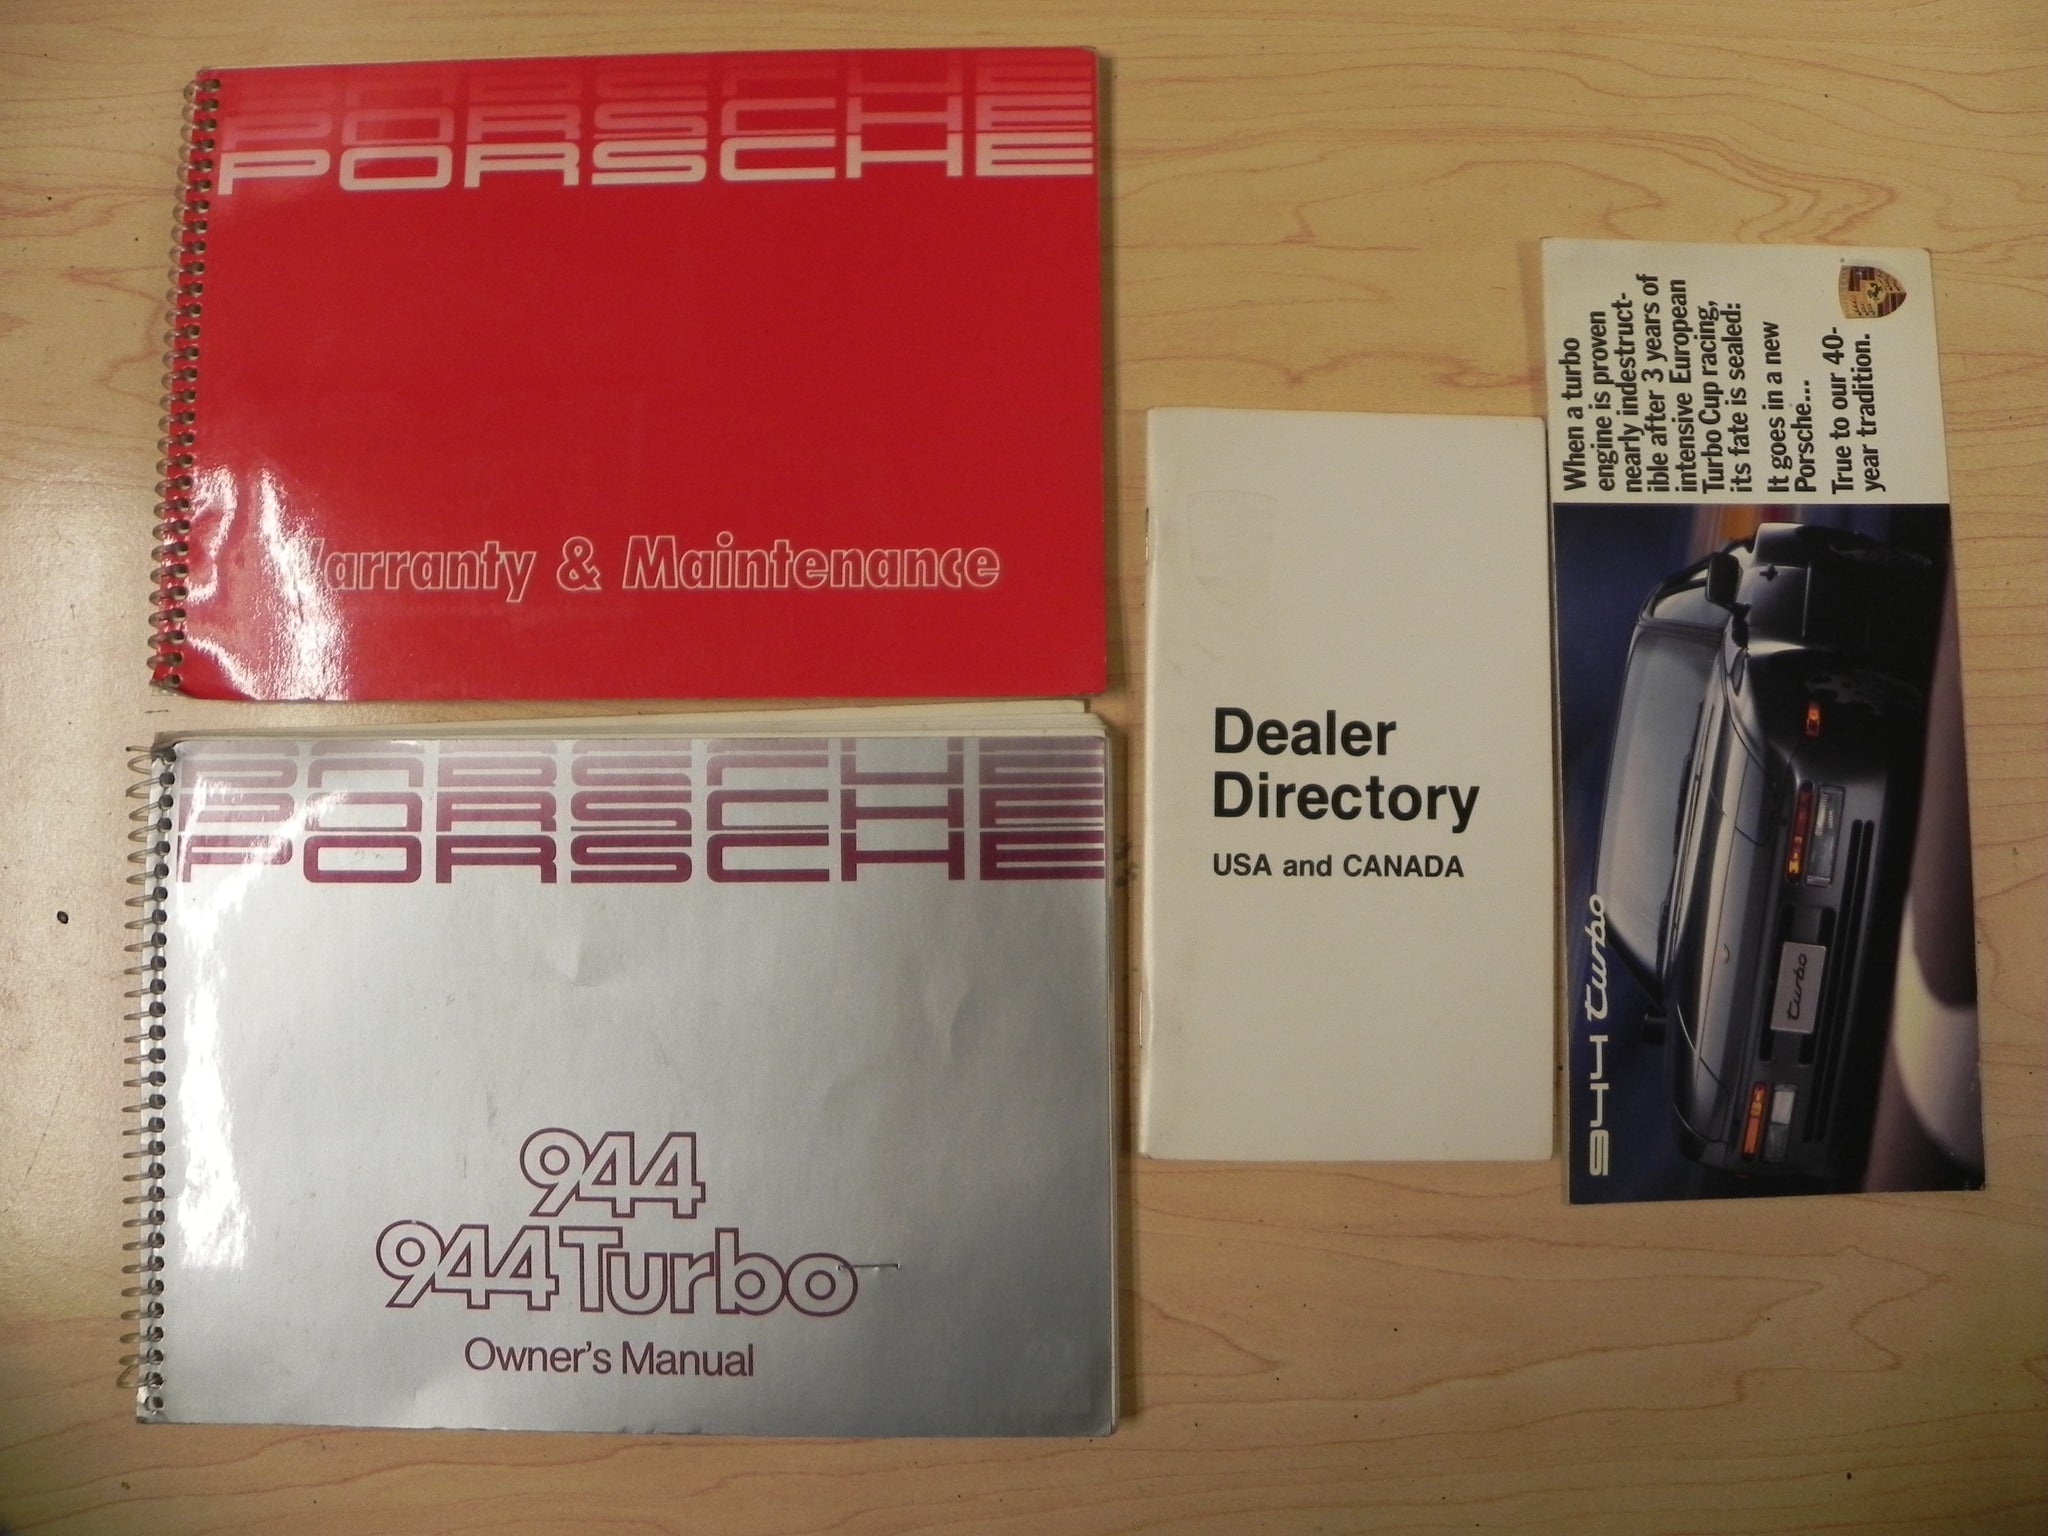 PORSCHE
PORSCHE
PORSCHE
Warranty & Maintenance
PORSCHE
PORSCHE
PORSCHE
944
944 Turbo
Owner's Manual
Dealer
Directory
USA and CANADA
When a turbo
engine is proven
nearly indestruct-
ible after 3 years of
intensive European
Turbo Cup racing,
its fate is sealed:
It goes in a new
Porsche...
True to our 40-
year tradition.
944 turbo
turbo